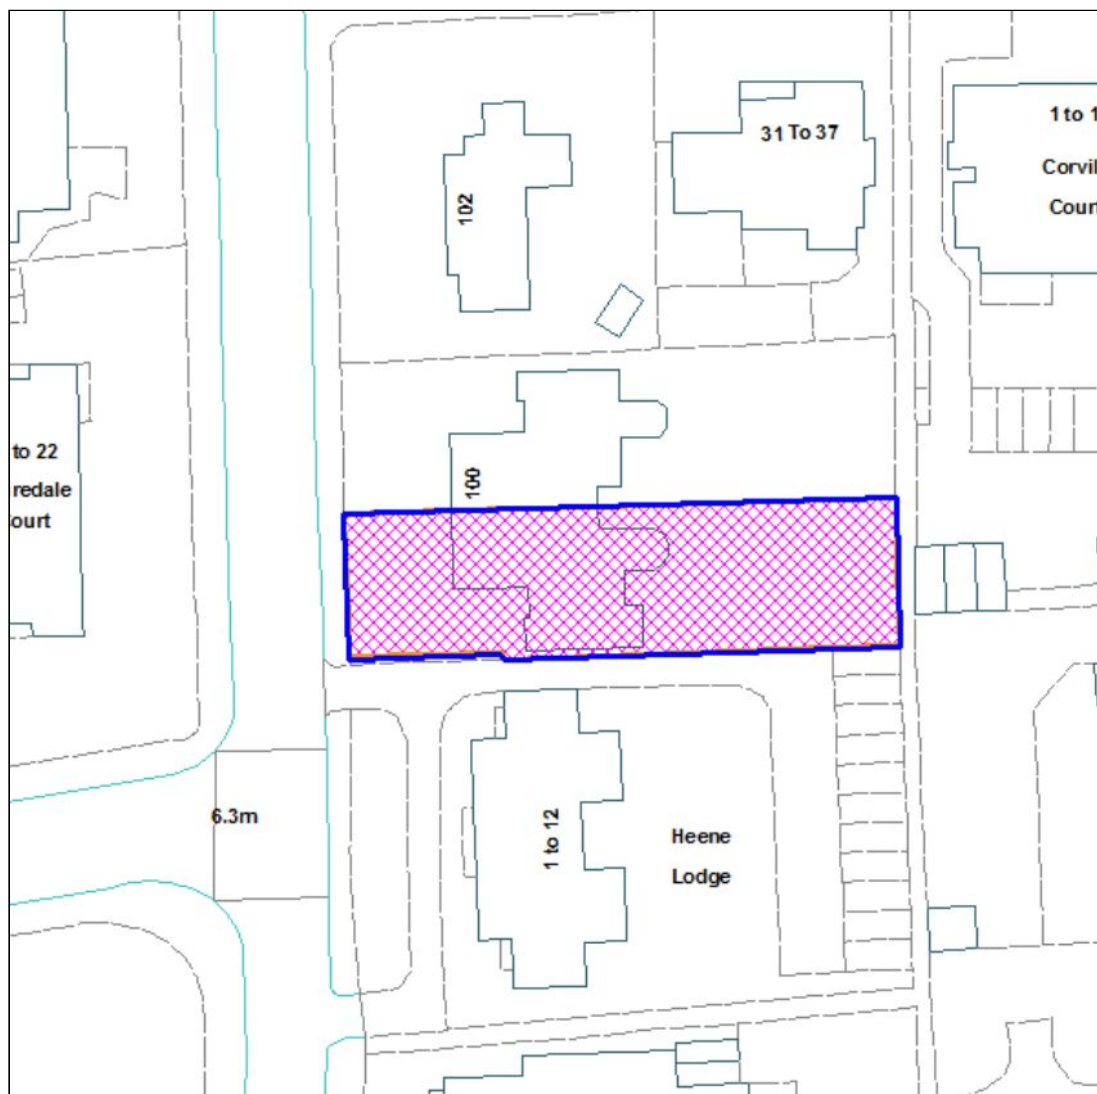 102
31 To 37
1 to 1
Corvil
Cour
to 22
redale
ourt
100
6.3m
1 to 12
Heene
Lodge